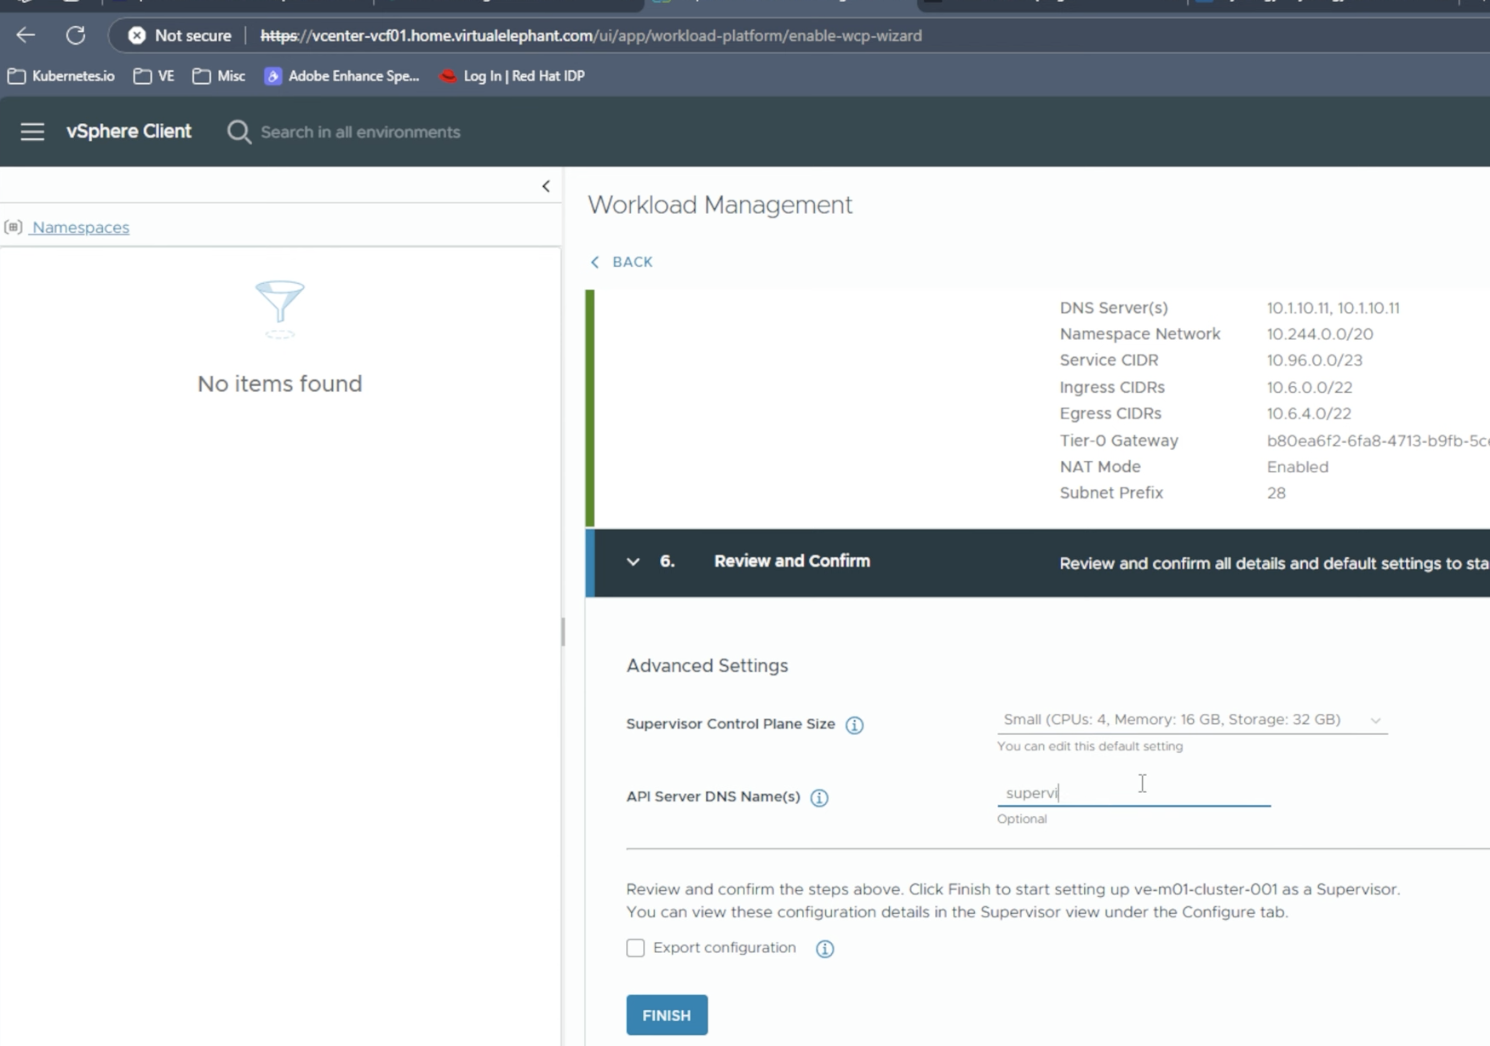 Not secure
https://vcenter-vcf01.home.virtualelephant.com/ui/app/workload-platform/enable-wcp-wizard
Kubernetes.io
VE
Misc
Adobe Enhance Spe...
Log In | Red Hat IDP
vSphere Client
Search in all environments
Namespaces
No items found
Workload Management
BACK
DNS Server(s) 10.1.10.11, 10.1.10.11
Namespace Network 10.244.0.0/20
Service CIDR 10.96.0.0/23
Ingress CIDRs 10.6.0.0/22
Egress CIDRs 10.6.4.0/22
Tier-0 Gateway b80ea6f2-6fa8-4713-b9fb-5c
NAT Mode Enabled
Subnet Prefix 28
6. Review and Confirm Review and confirm all details and default settings to sta
Advanced Settings
Supervisor Control Plane Size Small (CPUs: 4, Memory: 16 GB, Storage: 32 GB)
You can edit this default setting
API Server DNS Name(s) supervi
Optional
Review and confirm the steps above. Click Finish to start setting up ve-m01-cluster-001 as a Supervisor.
You can view these configuration details in the Supervisor view under the Configure tab.
Export configuration
FINISH